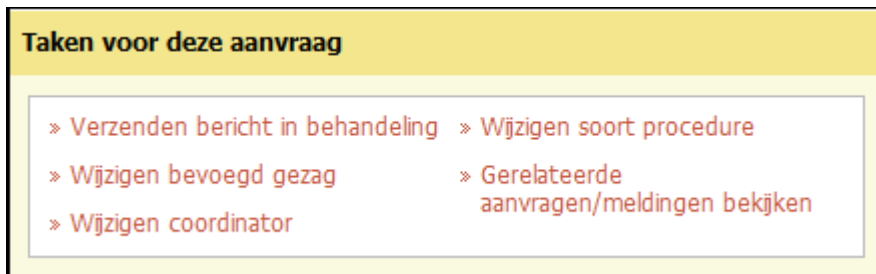 Taken voor deze aanvraag
» Verzenden bericht in behandeling
» Wijzigen bevoegd gezag
» Wijzigen coordinator
» Wijzigen soort procedure
» Gerelateerde
aanvragen/meldingen bekijken